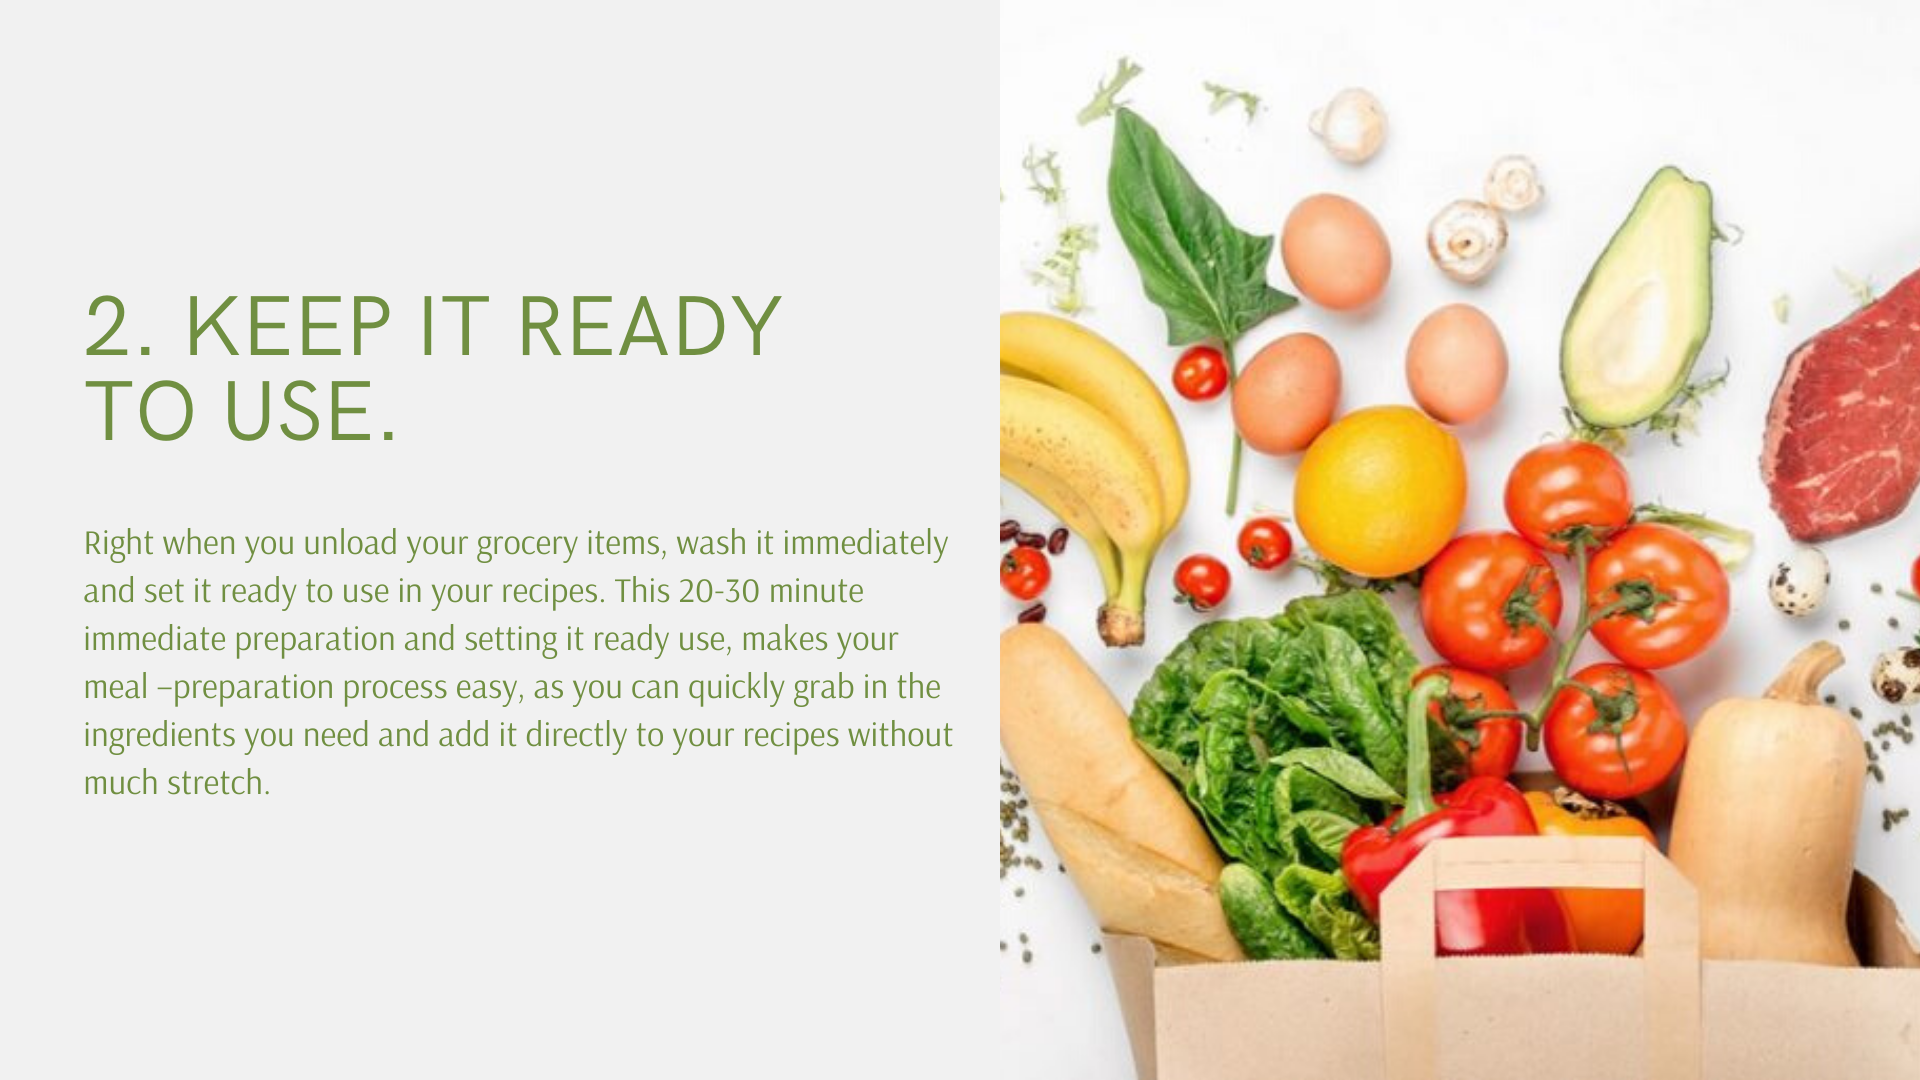 2. KEEP IT READY
TO USE.
Right when you unload your grocery items, wash it immediately
and set it ready to use in your recipes. This 20-30 minute
immediate preparation and setting it ready use, makes your
meal –preparation process easy, as you can quickly grab in the
ingredients you need and add it directly to your recipes without
much stretch.